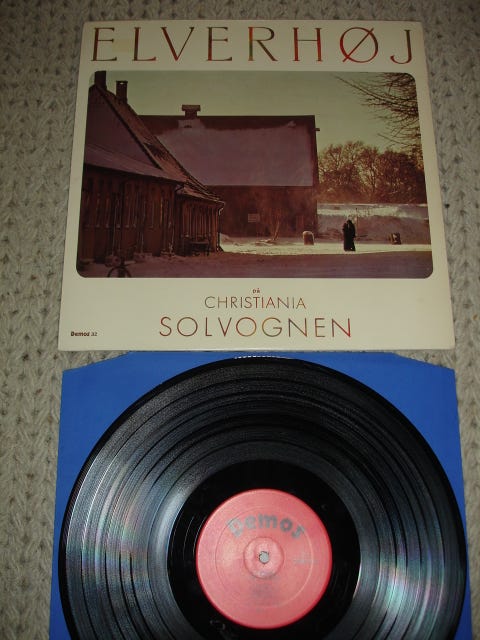 ELVERHØJ
på
CHRISTIANIA
SOLVOGNEN
Demos 32
Demos